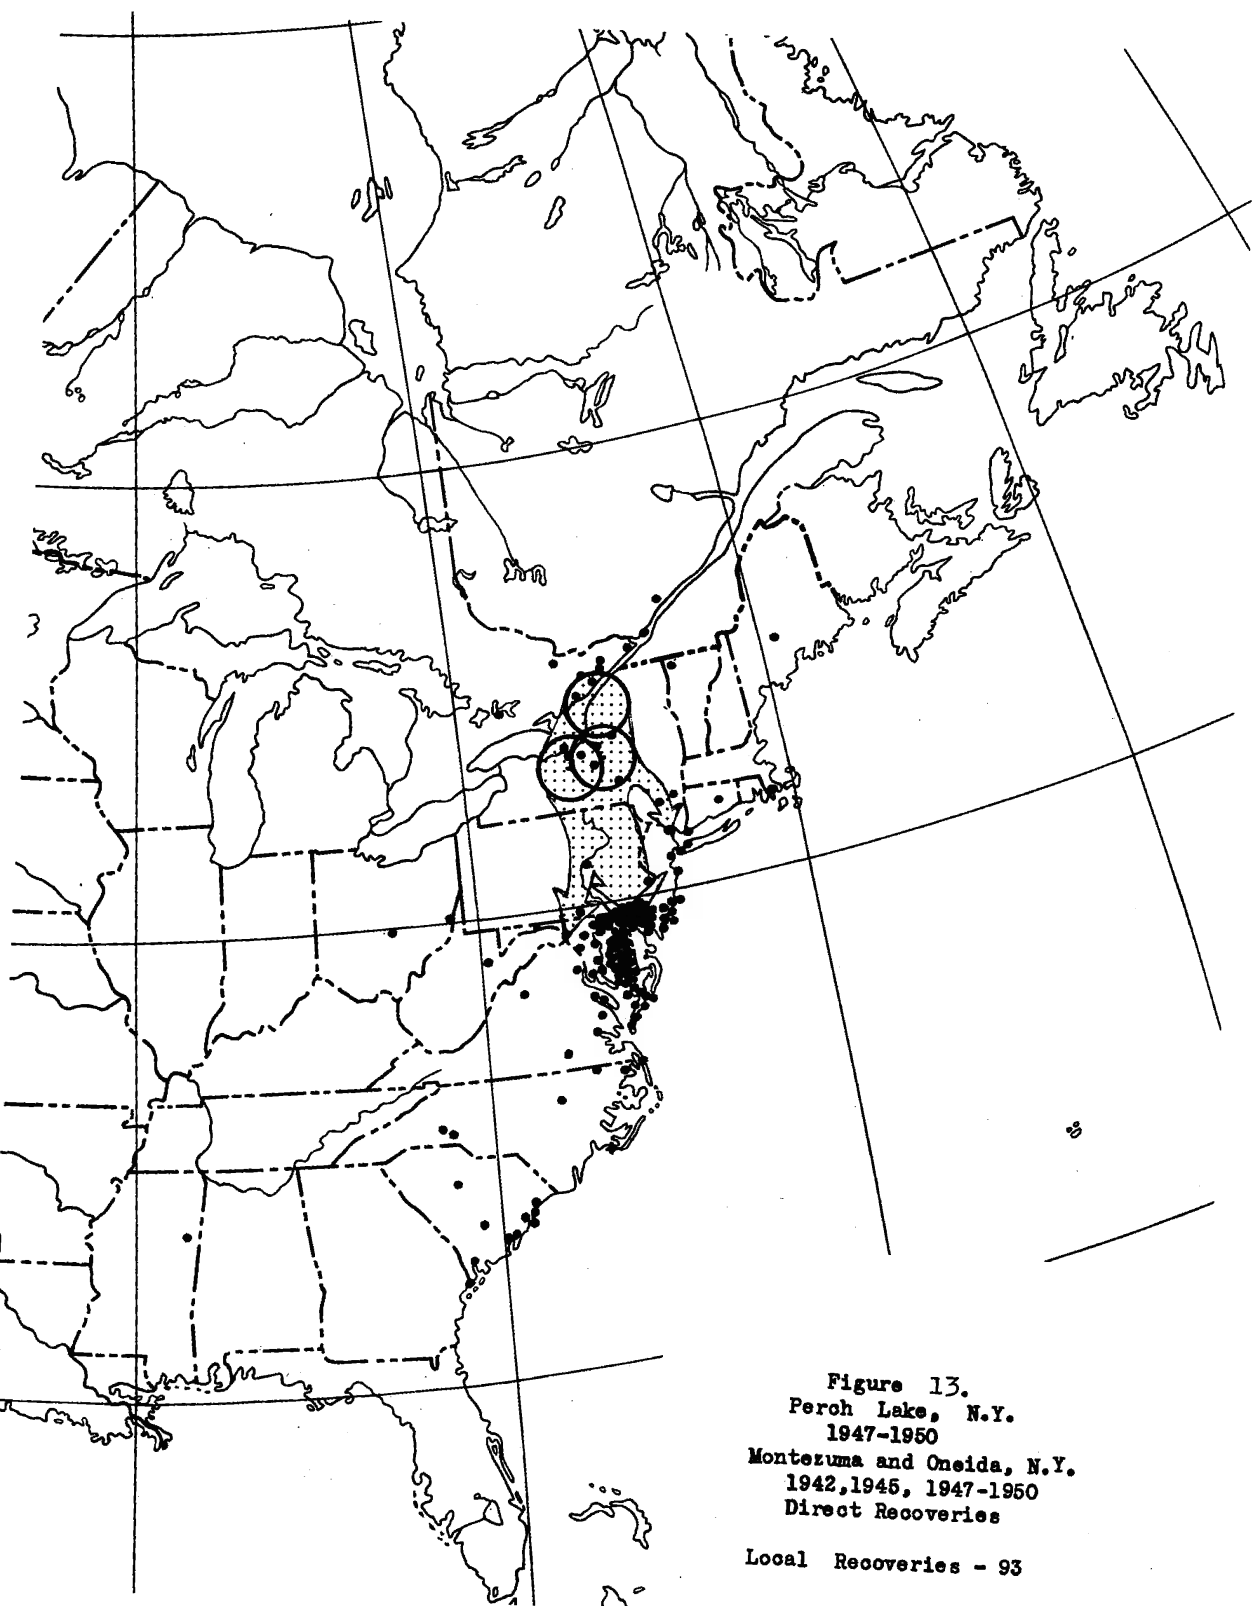 Figure 13.
Perch Lake, N.Y.
1947-1950
Montezuma and Oneida, N.Y.
1942,1945, 1947-1950
Direct Recoveries
Local Recoveries - 93